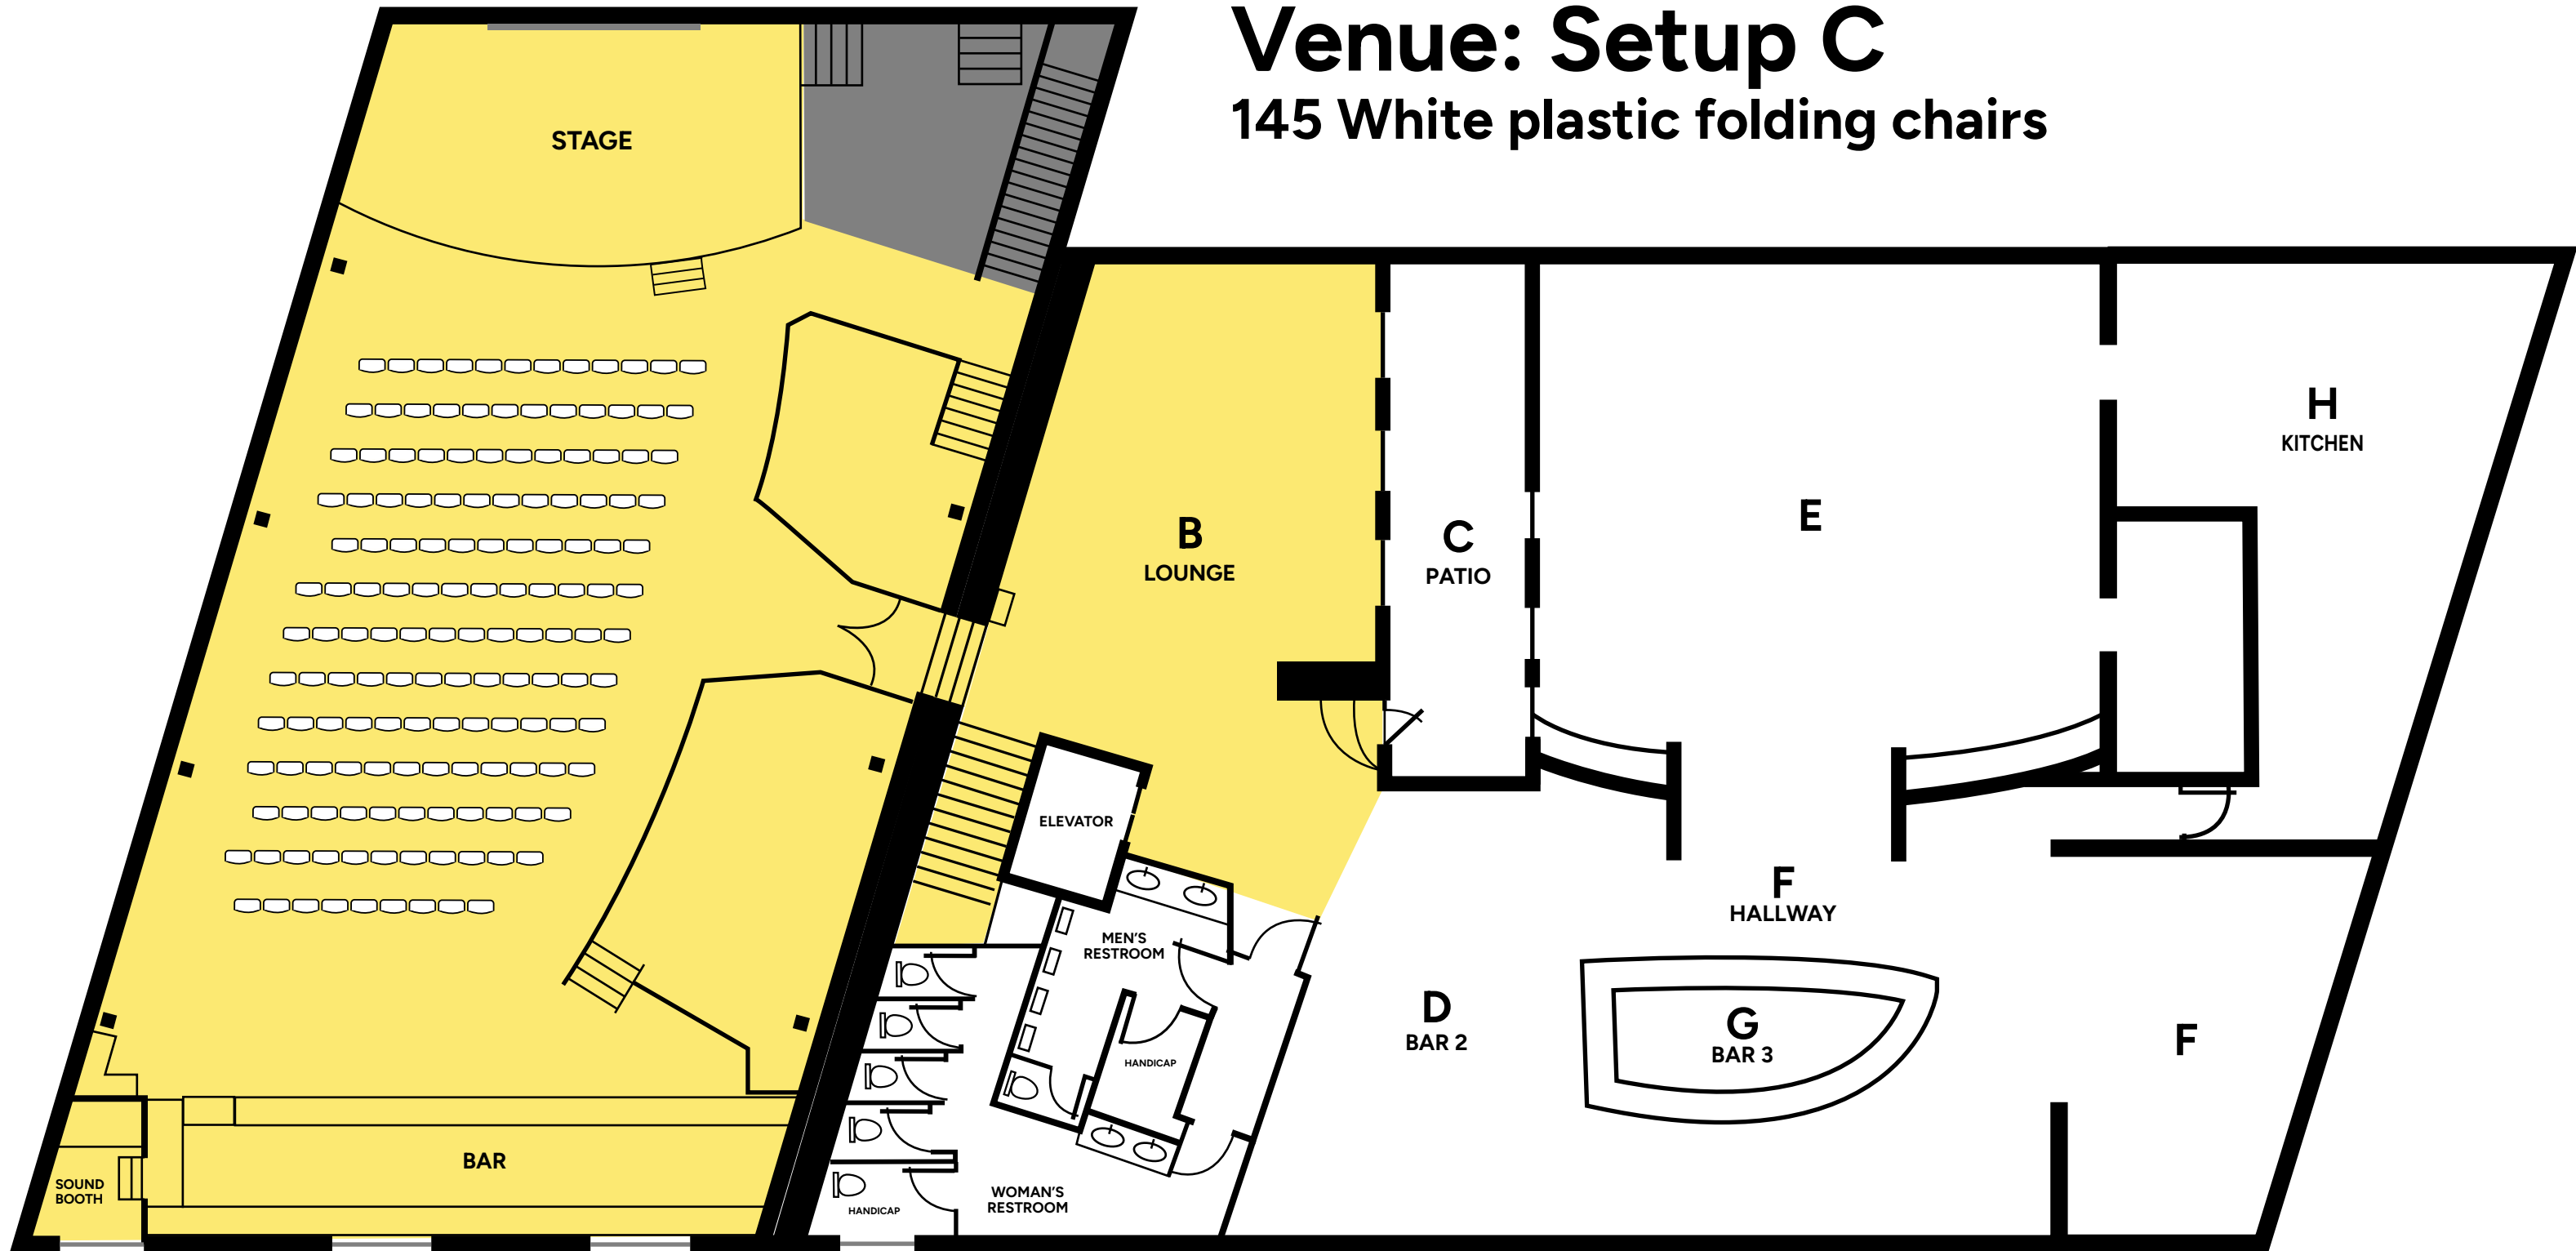 Venue: Setup C
145 White plastic folding chairs
STAGE
B
LOUNGE
C
PATIO
E
H
KITCHEN
ELEVATOR
F
HALLWAY
MEN'S
RESTROOM
HANDICAP
D
BAR 2
G
BAR 3
F
BAR
SOUND
BOOTH
HANDICAP
WOMAN'S
RESTROOM